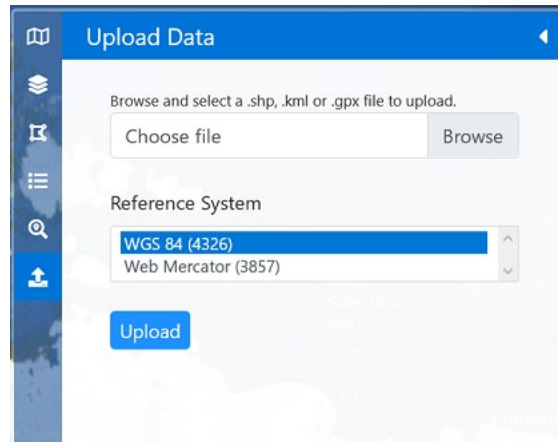 Upload Data
Browse and select a .shp, .kml or .gpx file to upload.
Choose file
Browse
Reference System
WGS 84 (4326)
Web Mercator (3857)
Upload